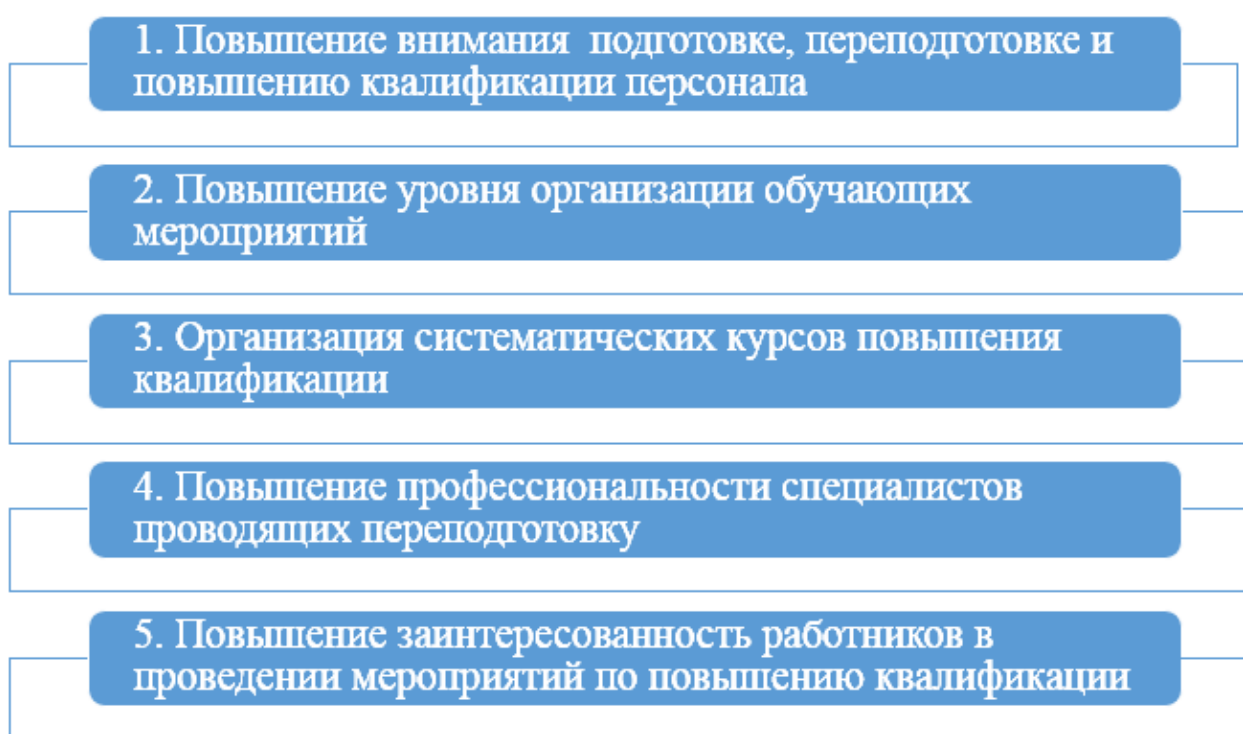 1. Повышение внимания  подготовке, переподготовке и
повышению квалификации персонала
2. Повышение уровня организации обучающих
мероприятий
3. Организация систематических курсов повышения
квалификации
4. Повышение профессиональности специалистов
проводящих переподготовку
5. Повышение заинтересованность работников в
проведении мероприятий по повышению квалификации